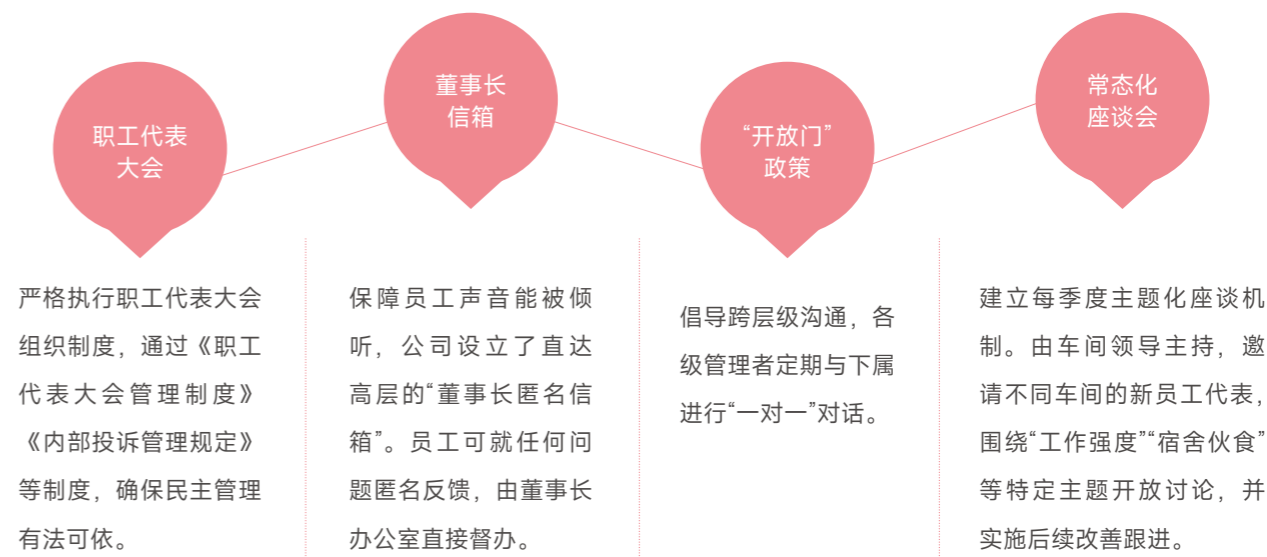 职工代表
大会
严格执行职工代表大会
组织制度，通过《职工
代表大会管理制度》
《内部投诉管理规定》
等制度，确保民主管理
有法可依。
董事长
信箱
保障员工声音能被倾
听，公司设立了直达
高层的“董事长匿名信
箱”。员工可就任何问
题匿名反馈，由董事长
办公室直接督办。
“开放门”
政策
倡导跨层级沟通，各
级管理者定期与下属
进行“一对一”对话。
常态化
座谈会
建立每季度主题化座谈机
制。由车间领导主持，邀
请不同车间的新员工代表，
围绕“工作强度”“宿舍伙食”
等特定主题开放讨论，并
实施后续改善跟进。